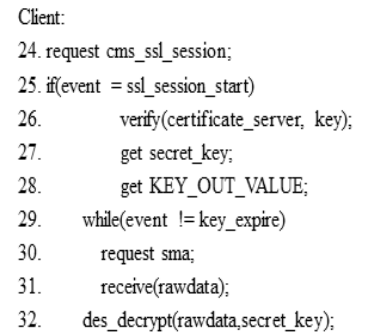 Client:
24. request cms_ssl_session;
25. if(event = ssl_session_start)
26. verify(certificate_server, key);
27. get secret_key;
28. get KEY_OUT_VALUE;
29. while(event != key_expire)
30. request sma;
31. receive(rawdata);
32. des_decrypt(rawdata,secret_key);